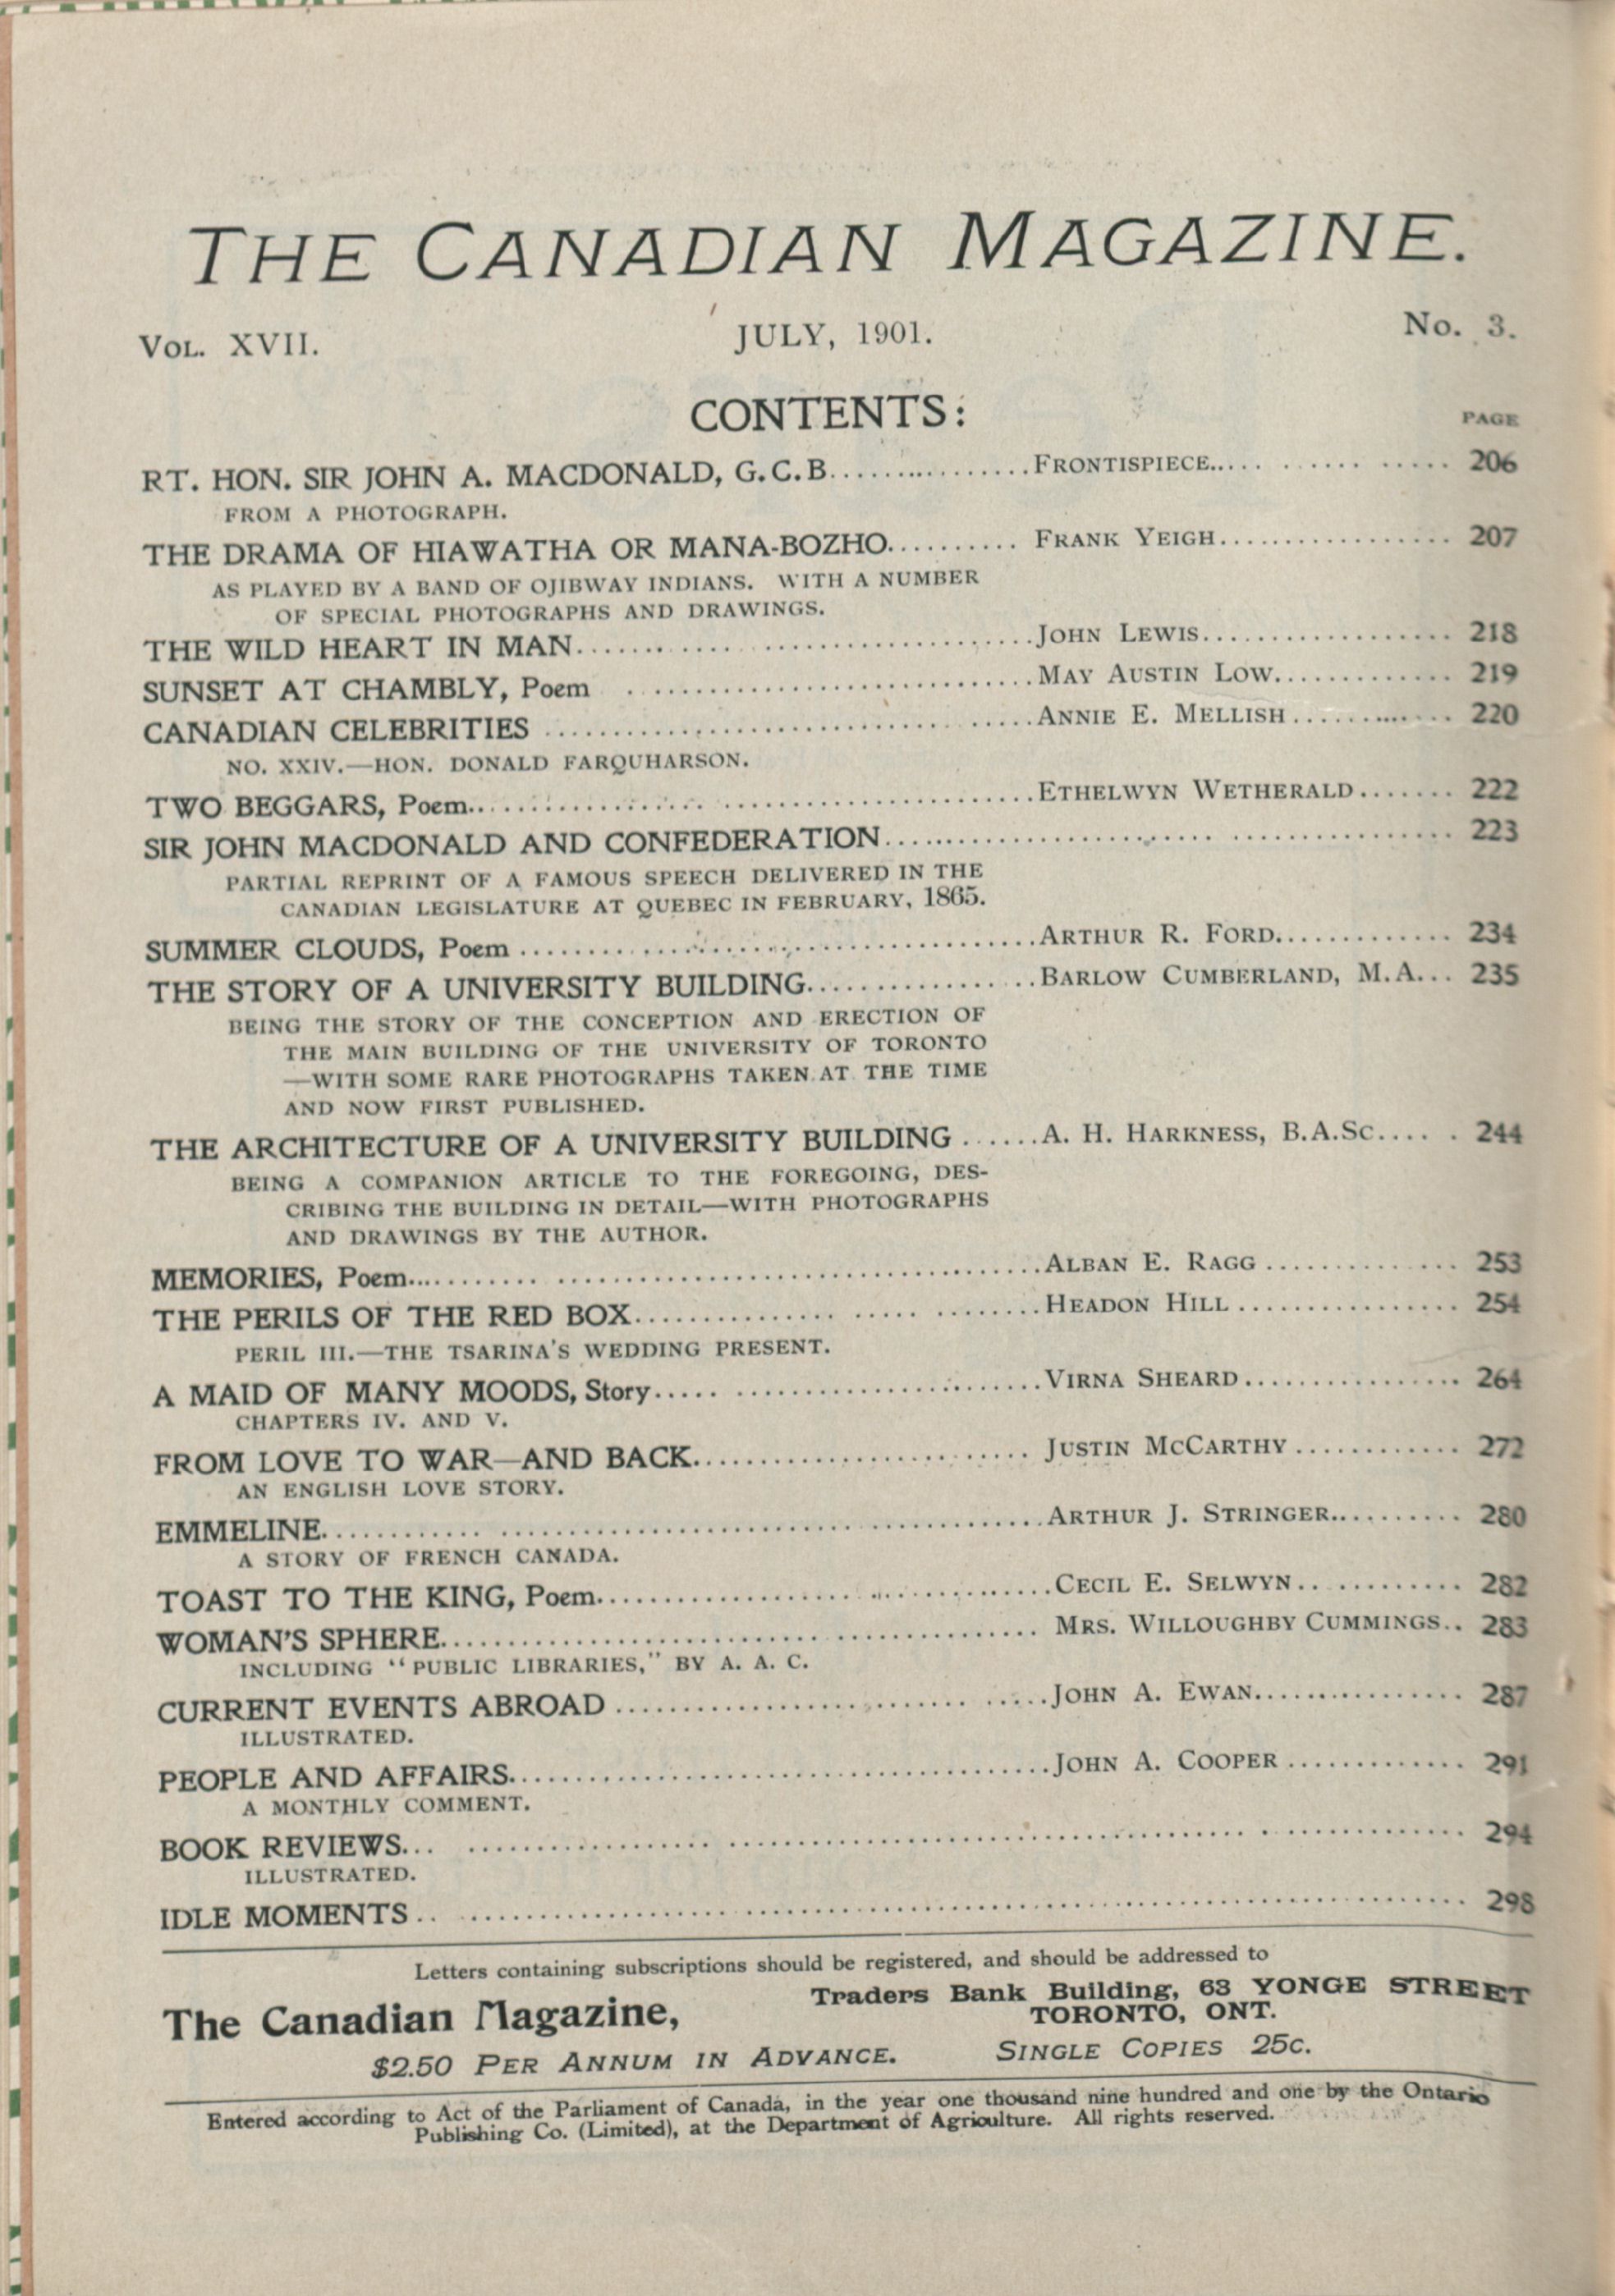 THE CANADIAN MAGAZINE.
VOL. XVII. JULY, 1901. No. 3.
CONTENTS:
PAGE
RT. HON. SIR JOHN A. MACDONALD, G.C.B. FRONTISPIECE. 206
FROM A PHOTOGRAPH.
THE DRAMA OF HIAWATHA OR MANA-BOZHO. FRANK YEIGH. 207
AS PLAYED BY A BAND OF OJIBWAY INDIANS. WITH A NUMBER
OF SPECIAL PHOTOGRAPHS AND DRAWINGS.
THE WILD HEART IN MAN. JOHN LEWIS. 218
SUNSET AT CHAMBLY, Poem MAY AUSTIN LOW. 219
CANADIAN CELEBRITIES ANNIE E. MELLISH 220
NO. XXIV.—HON. DONALD FARQUHARSON.
TWO BEGGARS, Poem. ETHELWYN WETHERALD 222
SIR JOHN MACDONALD AND CONFEDERATION. 223
PARTIAL REPRINT OF A FAMOUS SPEECH DELIVERED IN THE
CANADIAN LEGISLATURE AT QUEBEC IN FEBRUARY, 1865.
SUMMER CLOUDS, Poem ARTHUR R. FORD. 234
THE STORY OF A UNIVERSITY BUILDING. BARLOW CUMBERLAND, M.A. 235
BEING THE STORY OF THE CONCEPTION AND ERECTION OF
THE MAIN BUILDING OF THE UNIVERSITY OF TORONTO
—WITH SOME RARE PHOTOGRAPHS TAKEN AT THE TIME
AND NOW FIRST PUBLISHED.
THE ARCHITECTURE OF A UNIVERSITY BUILDING A. H. HARKNESS, B.A.Sc. 244
BEING A COMPANION ARTICLE TO THE FOREGOING, DES-
CRIBING THE BUILDING IN DETAIL—WITH PHOTOGRAPHS
AND DRAWINGS BY THE AUTHOR.
MEMORIES, Poem. ALBAN E. RAGG 253
THE PERILS OF THE RED BOX. HEADON HILL 254
PERIL III.—THE TSARINA'S WEDDING PRESENT.
A MAID OF MANY MOODS, Story. VIRNA SHEARD 264
CHAPTERS IV. AND V.
FROM LOVE TO WAR—AND BACK. JUSTIN MCCARTHY 272
AN ENGLISH LOVE STORY.
EMMELINE. ARTHUR J. STRINGER. 280
A STORY OF FRENCH CANADA.
TOAST TO THE KING, Poem. CECIL E. SELWYN. 282
WOMAN'S SPHERE. MRS. WILLOUGHBY CUMMINGS. 283
INCLUDING "PUBLIC LIBRARIES," BY A. A. C.
CURRENT EVENTS ABROAD JOHN A. EWAN. 287
ILLUSTRATED.
PEOPLE AND AFFAIRS. JOHN A. COOPER 291
A MONTHLY COMMENT.
BOOK REVIEWS. 294
ILLUSTRATED.
IDLE MOMENTS 298
Letters containing subscriptions should be registered, and should be addressed to
The Canadian Magazine, Traders Bank Building, 63 YONGE STREET
TORONTO, ONT.
$2.50 PER ANNUM IN ADVANCE. SINGLE COPIES 25c.
Entered according to Act of the Parliament of Canada, in the year one thousand nine hundred and one by the Ontario
Publishing Co. (Limited), at the Department of Agriculture. All rights reserved.